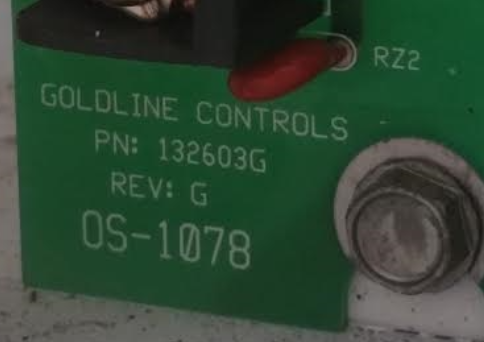 RZ2
GOLDLINE CONTROLS
PN: 132603G
REV: G
OS-1078